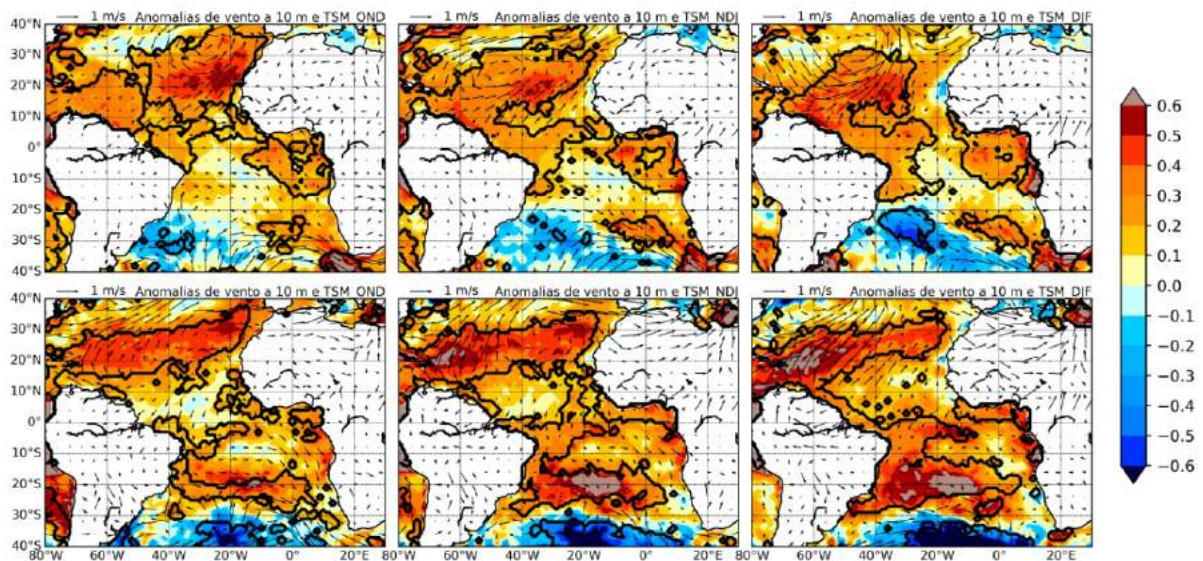 1 m/s Anomalias de vento a 10 m e TSM_OND
1 m/s Anomalias de vento a 10 m e TSM_NDJ
1 m/s Anomalias de vento a 10 m e TSM_DJF
40°N
30°N
20°N
10°N
0°
10°S
20°S
30°S
40°S
0.6
0.5
0.4
0.3
0.2
0.1
0.0
−0.1
−0.2
−0.3
−0.4
−0.5
−0.6
1 m/s Anomalias de vento a 10 m e TSM_OND
1 m/s Anomalias de vento a 10 m e TSM_NDJ
1 m/s Anomalias de vento a 10 m e TSM_DJF
40°N
30°N
20°N
10°N
0°
10°S
20°S
30°S
40°S
80°W 60°W 40°W 20°W 0° 20°E
80°W 60°W 40°W 20°W 0° 20°E
80°W 60°W 40°W 20°W 0° 20°E